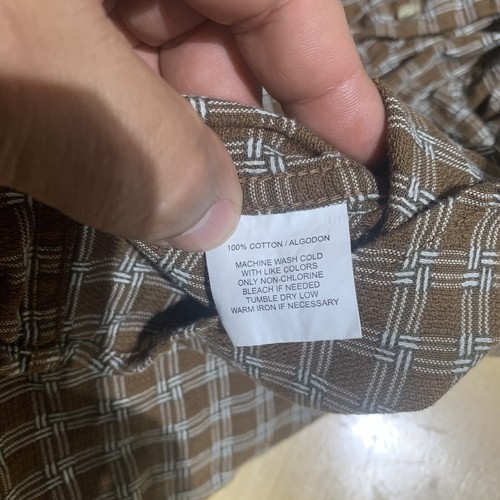 100% COTTON / ALGODON
MACHINE WASH COLD
WITH LIKE COLORS
ONLY NON-CHLORINE
BLEACH IF NEEDED
TUMBLE DRY LOW
WARM IRON IF NECESSARY